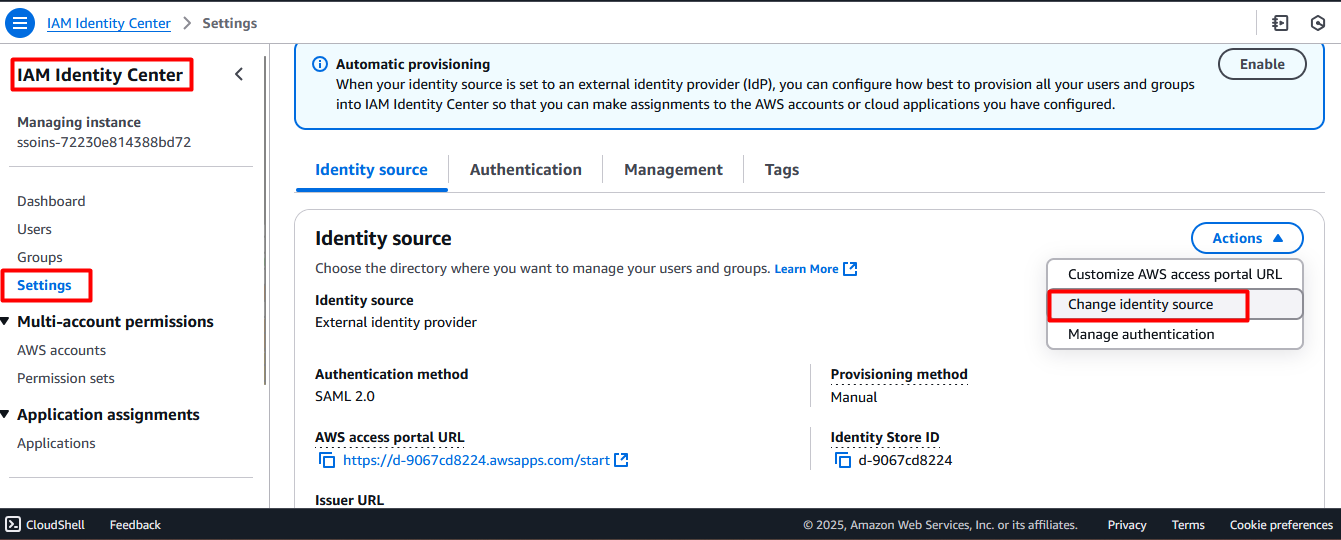 IAM Identity Center > Settings
IAM Identity Center
Managing instance
ssoins-72230e814388bd72
Dashboard
Users
Groups
Settings
Multi-account permissions
AWS accounts
Permission sets
Application assignments
Applications
Automatic provisioning
Enable
When your identity source is set to an external identity provider (IdP), you can configure how best to provision all your users and groups
into IAM Identity Center so that you can make assignments to the AWS accounts or cloud applications you have configured.
Identity source
Authentication
Management
Tags
Identity source
Actions
Choose the directory where you want to manage your users and groups. Learn More
Customize AWS access portal URL
Change identity source
Manage authentication
Identity source
External identity provider
Authentication method
SAML 2.0
Provisioning method
Manual
AWS access portal URL
https://d-9067cd8224.awsapps.com/start
Identity Store ID
d-9067cd8224
Issuer URL
CloudShell
Feedback
© 2025, Amazon Web Services, Inc. or its affiliates.
Privacy
Terms
Cookie preferences